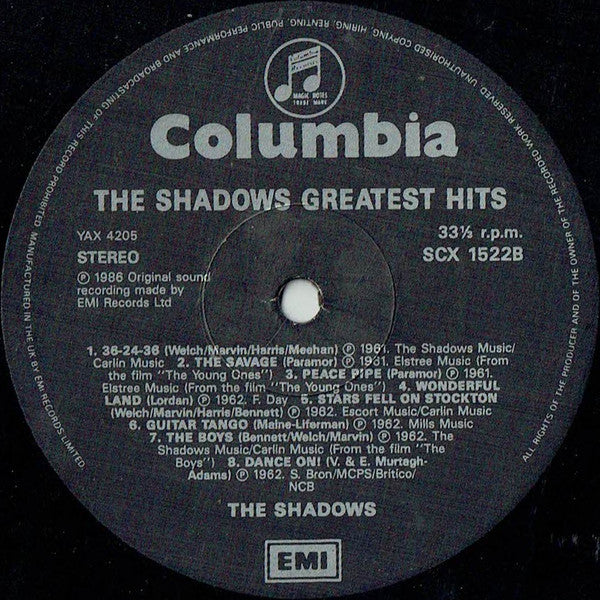 UNAUTHORISED COPYING, HIRING, RENTING, PUBLIC PERFORMANCE AND BROADCASTING OF THIS RECORD PROHIBITED. MANUFACTURED IN THE UK BY EMI RECORDS LIMITED
ALL RIGHTS OF THE PRODUCER AND OF THE OWNER OF THE RECORDED WORK RESERVED
Columbia
MAGIC NOTES
TRADE MARK
Columbia
THE SHADOWS GREATEST HITS
YAX 4205
STEREO
℗ 1986 Original sound
recording made by
EMI Records Ltd
33⅓ r.p.m.
SCX 1522B
1. 36-24-36 (Welch/Marvin/Harris/Meehan) ℗ 1961. The Shadows Music/
Carlin Music 2. THE SAVAGE (Paramor) ℗ 1961. Elstree Music (From
the film "The Young Ones") 3. PEACE PIPE (Paramor) ℗ 1961.
Elstree Music (From the film "The Young Ones") 4. WONDERFUL
LAND (Lordan) ℗ 1962. F. Day 5. STARS FELL ON STOCKTON
(Welch/Marvin/Harris/Bennett) ℗ 1962. Escort Music/Carlin Music
6. GUITAR TANGO (Maine-Liferman) ℗ 1962. Mills Music
7. THE BOYS (Bennett/Welch/Marvin) ℗ 1962. The
Shadows Music/Carlin Music (From the film "The
Boys") 8. DANCE ON! (V. & E. Murtagh-
Adams) ℗ 1962. S. Bron/MCPS/Britico/
NCB
THE SHADOWS
EMI